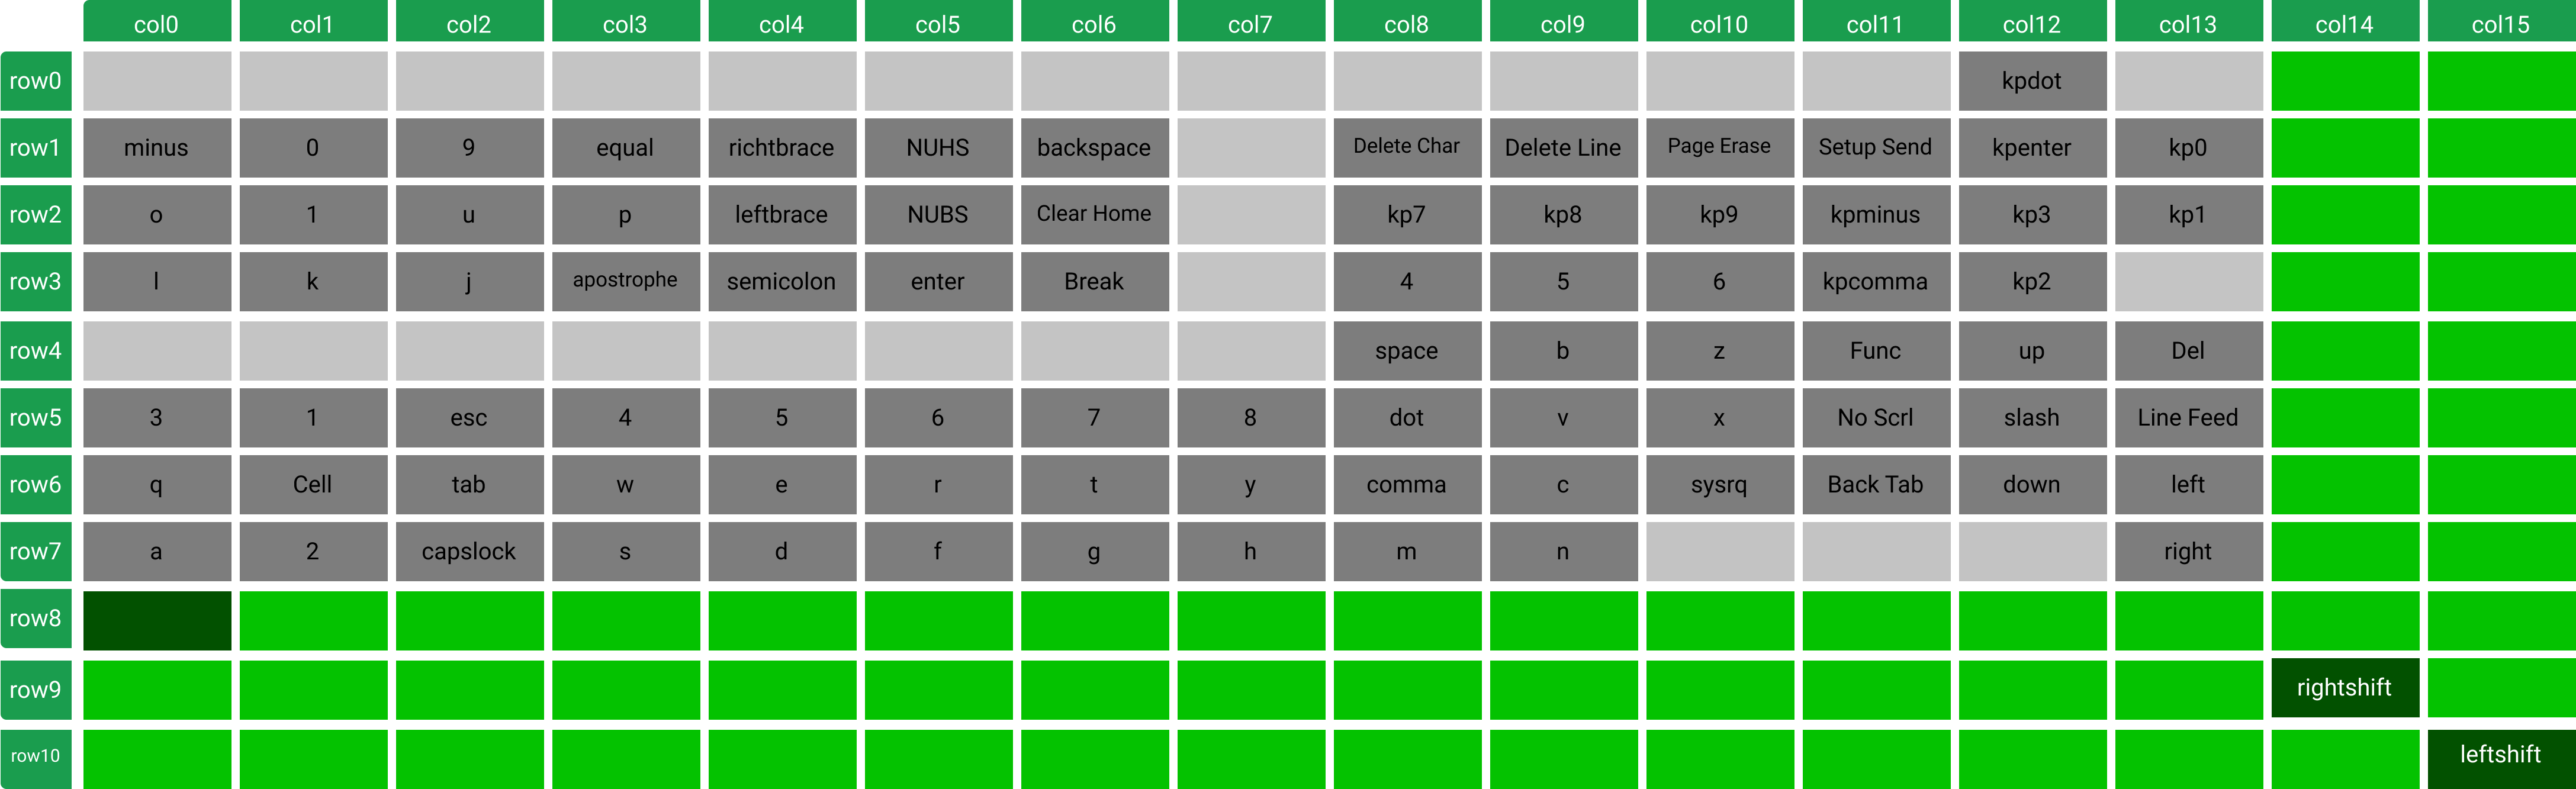 col0 col1 col2 col3 col4 col5 col6 col7 col8 col9 col10 col11 col12 col13 col14 col15
row0 kpdot
row1 minus 0 9 equal richtbrace NUHS backspace Delete Char Delete Line Page Erase Setup Send kpenter kp0
row2 o 1 u p leftbrace NUBS Clear Home kp7 kp8 kp9 kpminus kp3 kp1
row3 l k j apostrophe semicolon enter Break 4 5 6 kpcomma kp2
row4 space b z Func up Del
row5 3 1 esc 4 5 6 7 8 dot v x No Scrl slash Line Feed
row6 q Cell tab w e r t y comma c sysrq Back Tab down left
row7 a 2 capslock s d f g h m n right
row8
row9 rightshift
row10 leftshift